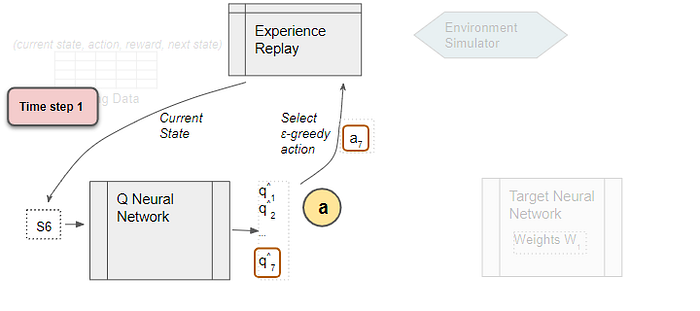 (current state, action, reward, next state)
Experience
Replay
Environment
Simulator
Time step 1
g Data
Current
State
Select
ε-greedy
action
a7
S6
Q Neural
Network
q^1
q^2
...
q^7
a
Target Neural
Network
Weights W1